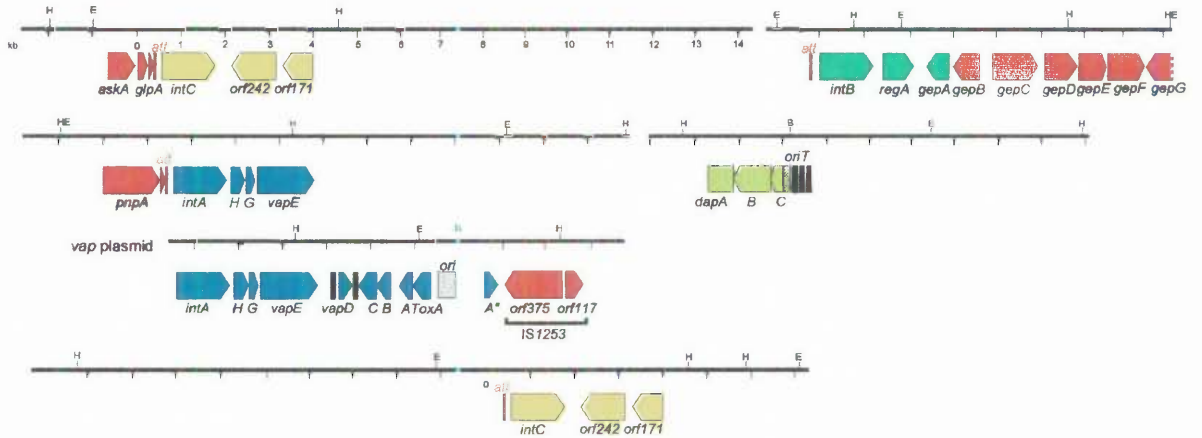 H E H E H E H HE
kb 0 1 2 3 4 5 6 7 8 9 10 11 12 13 14
att att
askA glpA intC orf242 orf171 intB regA gepA gepB gepC gepD gepE gepF gepG
HE H E H H B E H
att oriT
pnpA intA H G vapE dapA B C
vap plasmid H E h H
ori
intA H G vapE vapD C B A ToxA A* orf375 orf117
IS1253
H E H H E
0 att
intC orf242 orf171